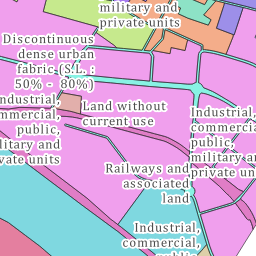 military and
private units
Discontinuous
dense urban
fabric (S.L. :
50% - 80%)
Industrial,
commercial,
public,
military and
private units
Land without
current use
Industrial,
commercial,
public,
military and
private units
Railways and
associated
land
Industrial,
commercial,
public